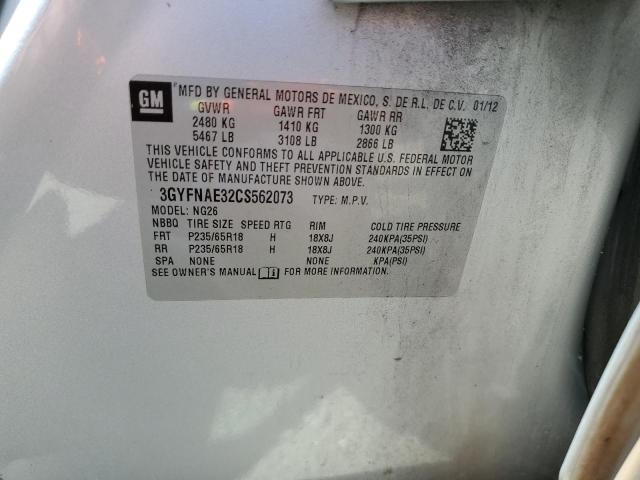 GM MFD BY GENERAL MOTORS DE MEXICO, S. DE R.L. DE C.V. 01/12
GVWR GAWR FRT GAWR RR
2480 KG 1410 KG 1300 KG
5467 LB 3108 LB 2866 LB
THIS VEHICLE CONFORMS TO ALL APPLICABLE U.S. FEDERAL MOTOR
VEHICLE SAFETY AND THEFT PREVENTION STANDARDS IN EFFECT ON
THE DATE OF MANUFACTURE SHOWN ABOVE.
3GYFNAE32CS562073 TYPE: M.P.V.
MODEL: NG26
NBBQ TIRE SIZE SPEED RTG RIM COLD TIRE PRESSURE
FRT P235/65R18 H 18X8J 240KPA(35PSI)
RR P235/65R18 H 18X8J 240KPA(35PSI)
SPA NONE NONE KPA(PSI)
SEE OWNER'S MANUAL FOR MORE INFORMATION.